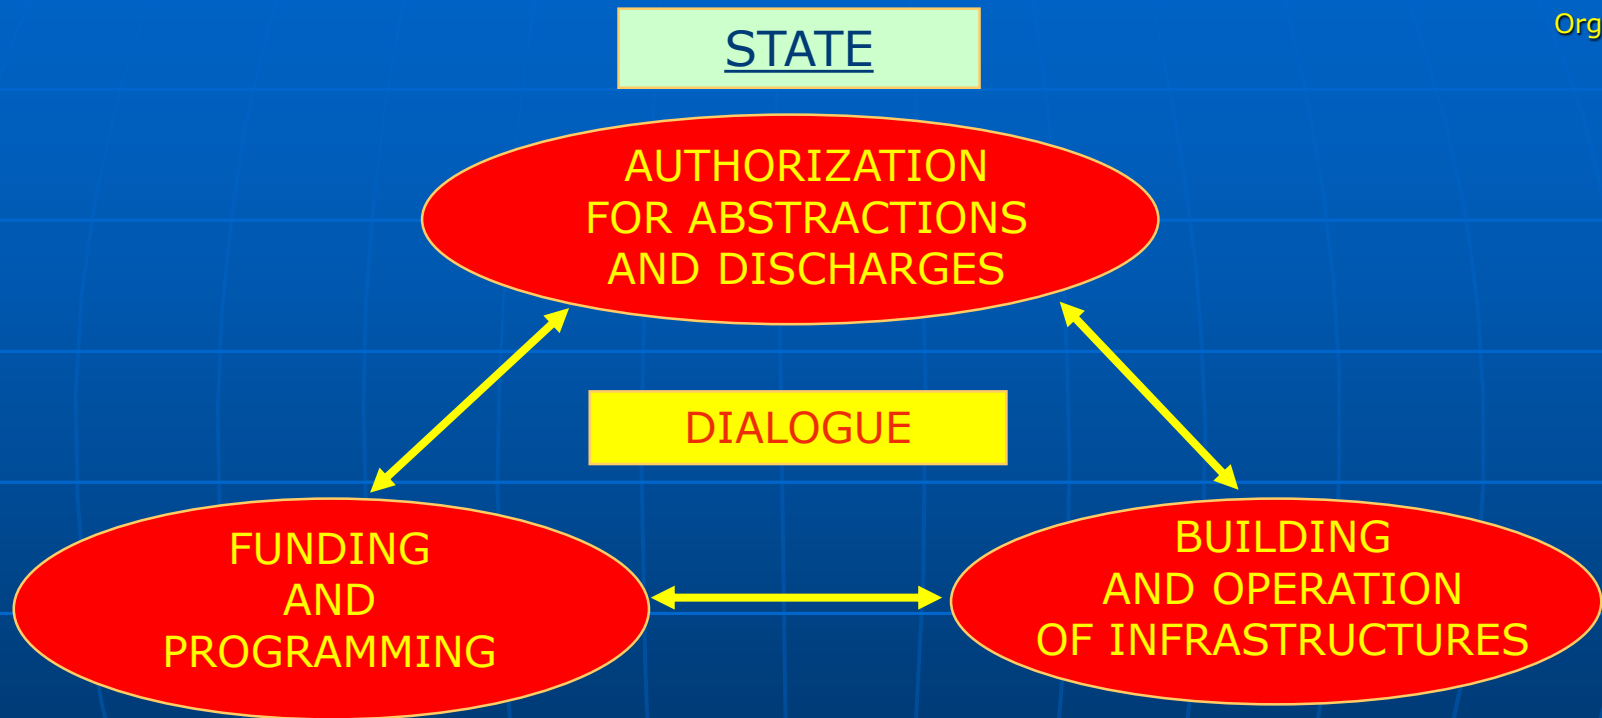 STATE
Org
AUTHORIZATION
FOR ABSTRACTIONS
AND DISCHARGES
DIALOGUE
FUNDING
AND
PROGRAMMING
BUILDING
AND OPERATION
OF INFRASTRUCTURES